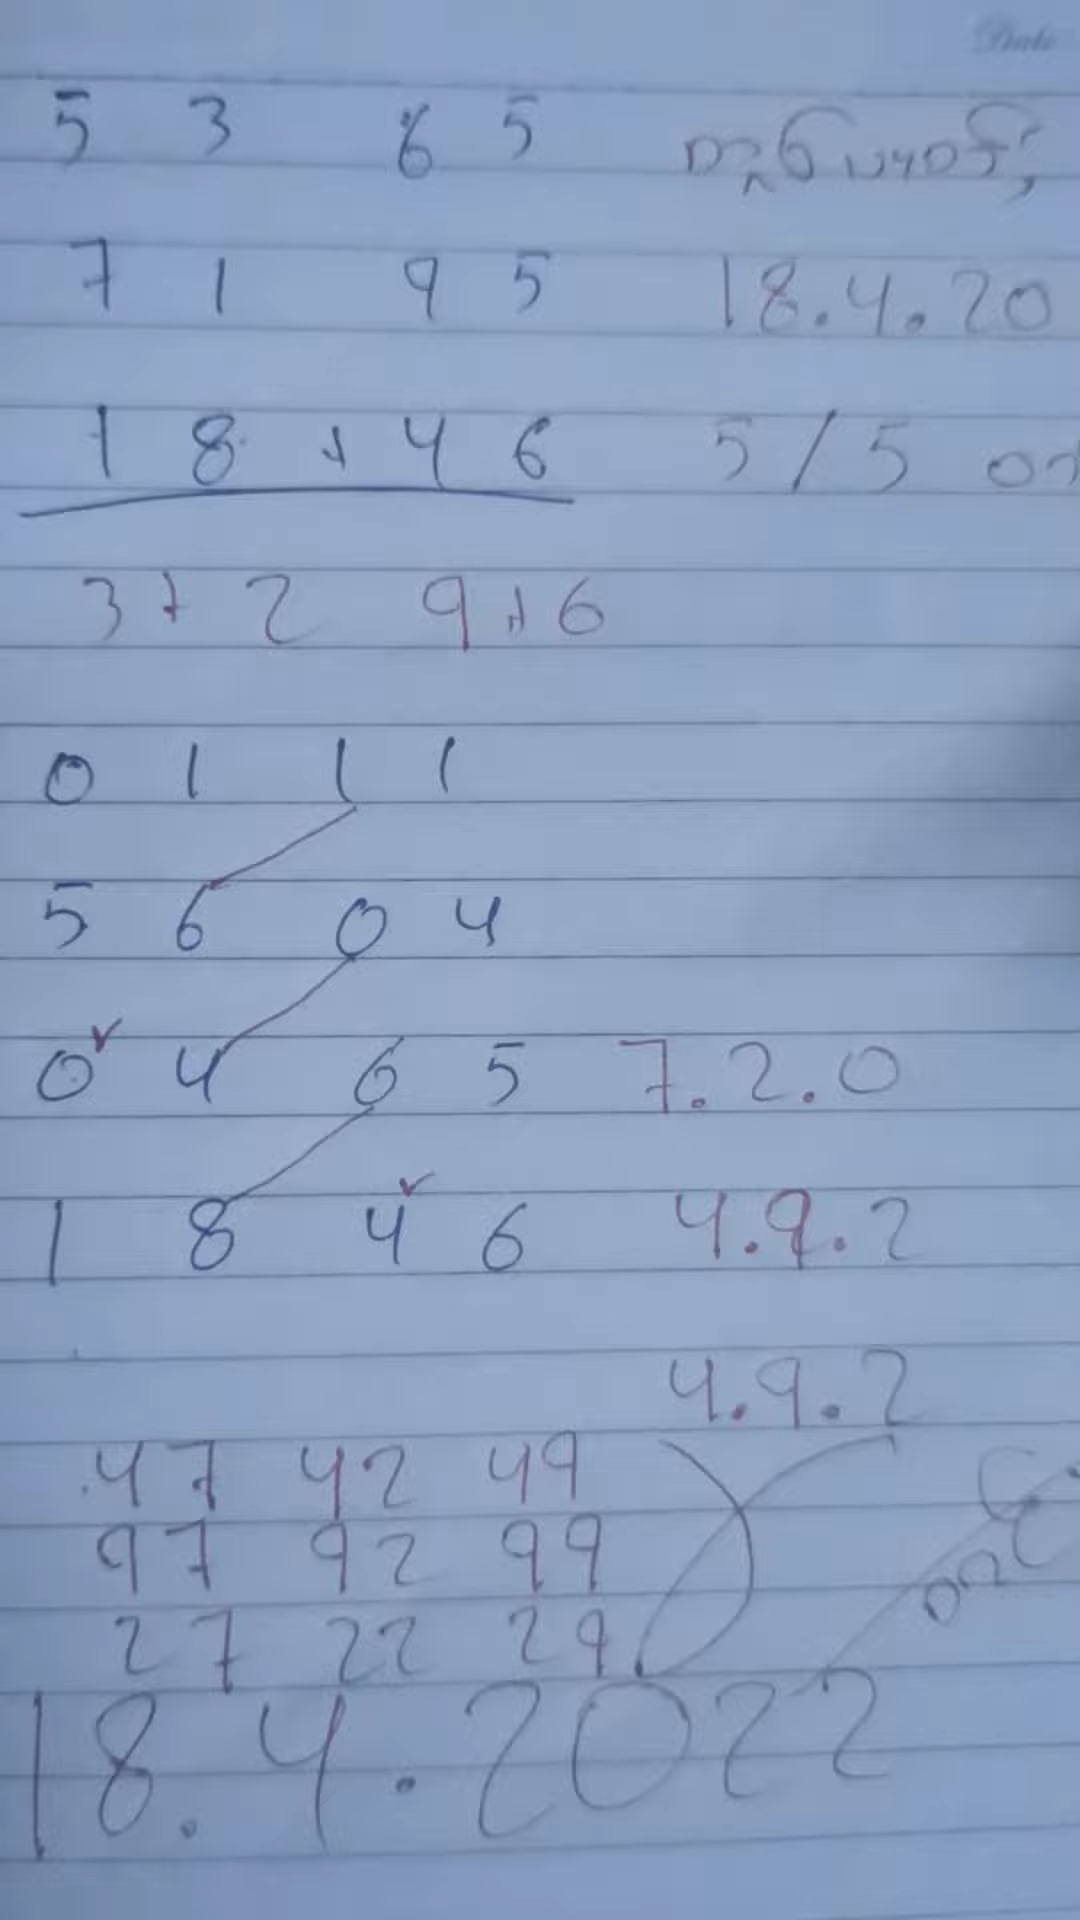 Date
5 3 6 5
7 1 9 5 18.4.20
1 8 + 4 6 5/5
3+2 9+6
0 1 1 1
5 6 0 4
0 4 6 5 7.2.0
1 8 4 6 4.9.2
4.9.2
47 42 49
97 92 99
27 22 29
18.4.2022